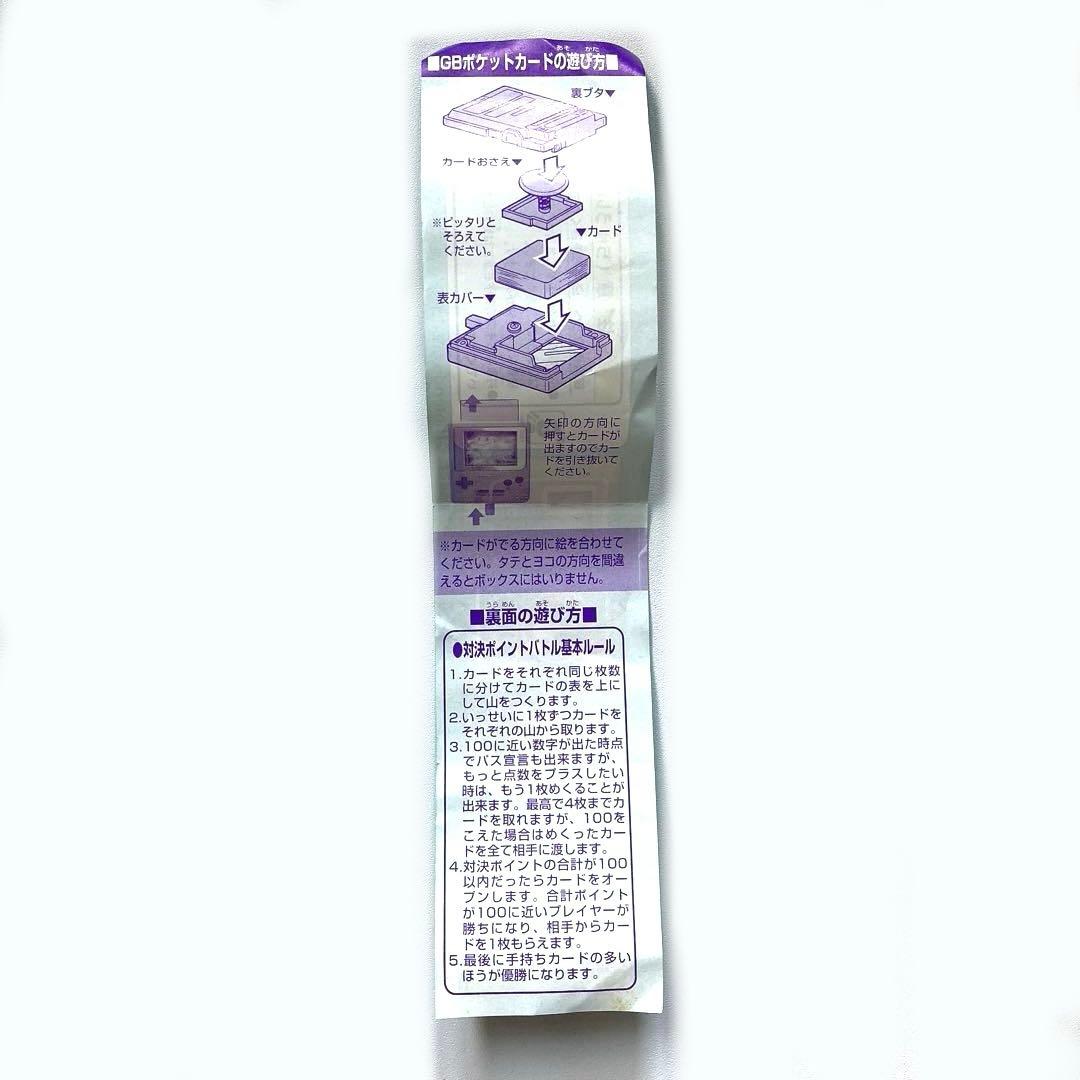 ■GBポケットカードの遊び方■
あそ かた
裏ブタ▼
カードおさえ▼
※ピッタリと
そろえて
ください。
▼カード
表カバー▼
矢印の方向に
押すとカードが
出ますのでカー
ドを引き抜いて
ください。
※カードがでる方向に絵を合わせて
ください。タテとヨコの方向を間違
えるとボックスにはいりません。
うらめん あそ かた
■裏面の遊び方■
●対決ポイントバトル基本ルール
1.カードをそれぞれ同じ枚数
に分けてカードの表を上に
して山をつくります。
2.いっせいに1枚ずつカードを
それぞれの山から取ります。
3.100に近い数字が出た時点
でパス宣言も出来ますが、
もっと点数をプラスしたい
時は、もう1枚めくることが
出来ます。最高で4枚までカ
ードを取れますが、100を
こえた場合はめくったカー
ドを全て相手に渡します。
4.対決ポイントの合計が100
以内だったらカードをオー
プンします。合計ポイント
が100に近いプレイヤーが
勝ちになり、相手からカー
ドを1枚もらえます。
5.最後に手持ちカードの多い
ほうが優勝になります。